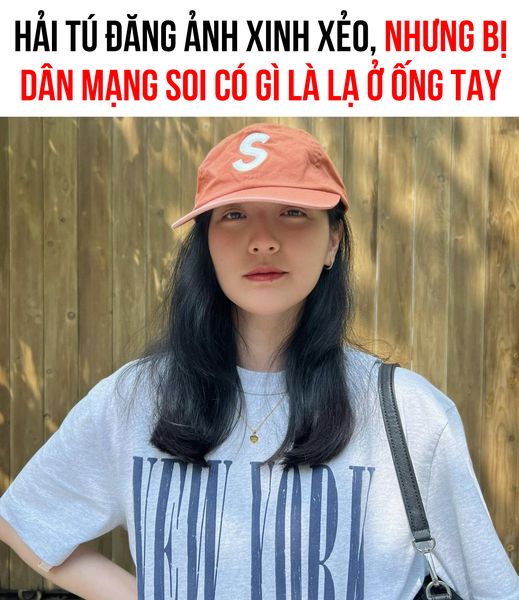 HẢI TÚ ĐĂNG ẢNH XINH XẺO, NHƯNG BỊ
DÂN MẠNG SOI CÓ GÌ LÀ LẠ Ở ỐNG TAY
S
NEW YORK